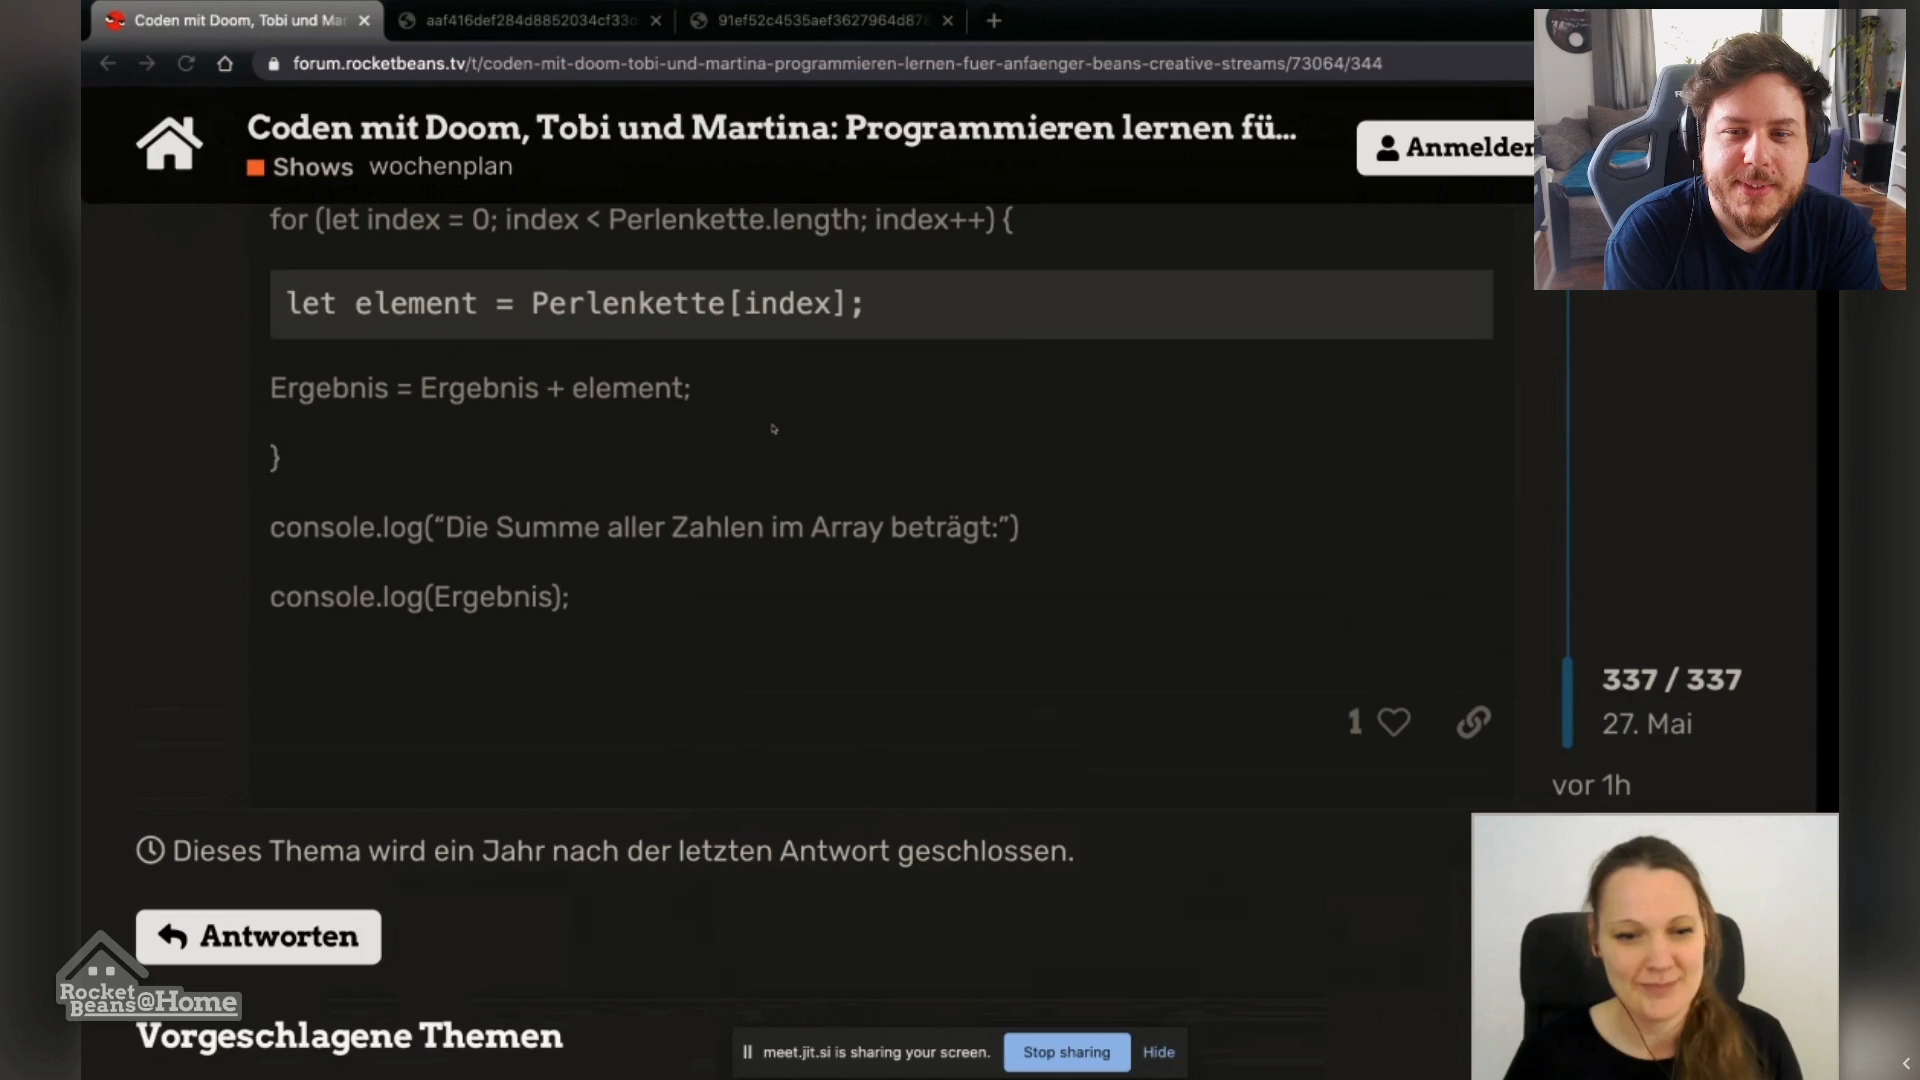 Coden mit Doom, Tobi und Mar
aaf416def284d8852034cf33
91ef52c4535aef3627964d878
forum.rocketbeans.tv/t/coden-mit-doom-tobi-und-martina-programmieren-lernen-fuer-anfaenger-beans-creative-streams/73064/344
Coden mit Doom, Tobi und Martina: Programmieren lernen fü...
Shows wochenplan
Anmelden
for (let index = 0; index < Perlenkette.length; index++) {
let element = Perlenkette[index];
Ergebnis = Ergebnis + element;
}
console.log(“Die Summe aller Zahlen im Array beträgt:”)
console.log(Ergebnis);
1
337 / 337
27. Mai
vor 1h
Dieses Thema wird ein Jahr nach der letzten Antwort geschlossen.
Antworten
Rocket
Beans@Home
Vorgeschlagene Themen
meet.jit.si is sharing your screen.
Stop sharing
Hide